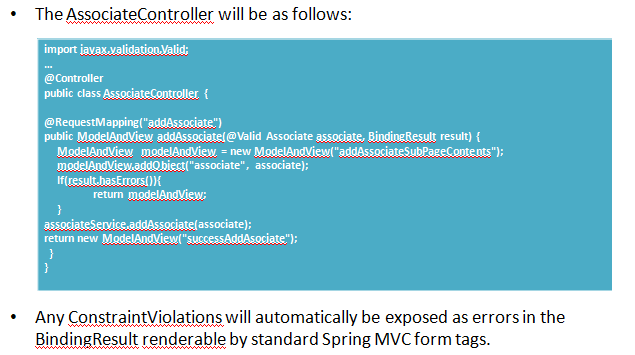 • The AssociateController will be as follows:
import javax.validation.Valid;
...
@Controller
public class AssociateController {
@RequestMapping("addAssociate")
public ModelAndView addAssociate(@Valid Associate associate, BindingResult result) {
ModelAndView modelAndView = new ModelAndView("addAssociateSubPageContents");
modelAndView.addObject("associate", associate);
If(result.hasErrors()){
return modelAndView;
}
associateService.addAssociate(associate);
return new ModelAndView("successAddAsociate");
}
}
• Any ConstraintViolations will automatically be exposed as errors in the
BindingResult renderable by standard Spring MVC form tags.